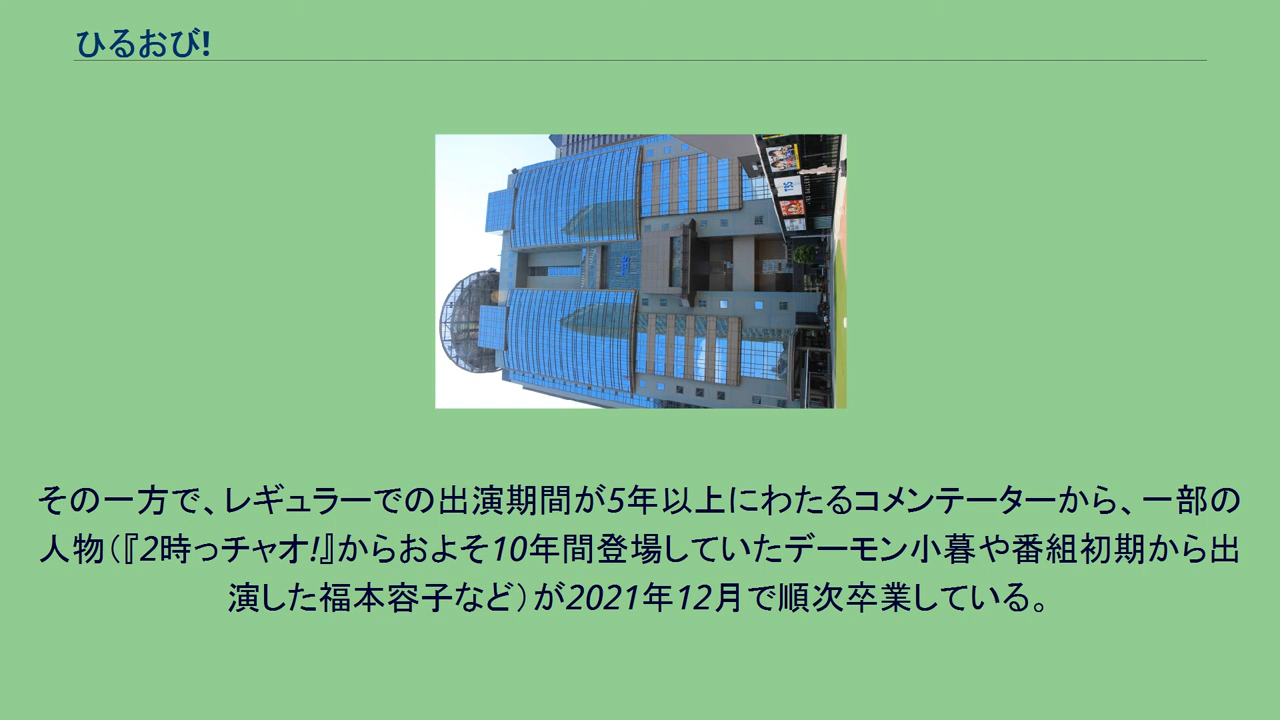 ひるおび!
TBS
その一方で、レギュラーでの出演期間が5年以上にわたるコメンテーターから、一部の
人物（『2時っチャオ!』からおよそ10年間登場していたデーモン小暮や番組初期から出
演した福本容子など）が2021年12月で順次卒業している。